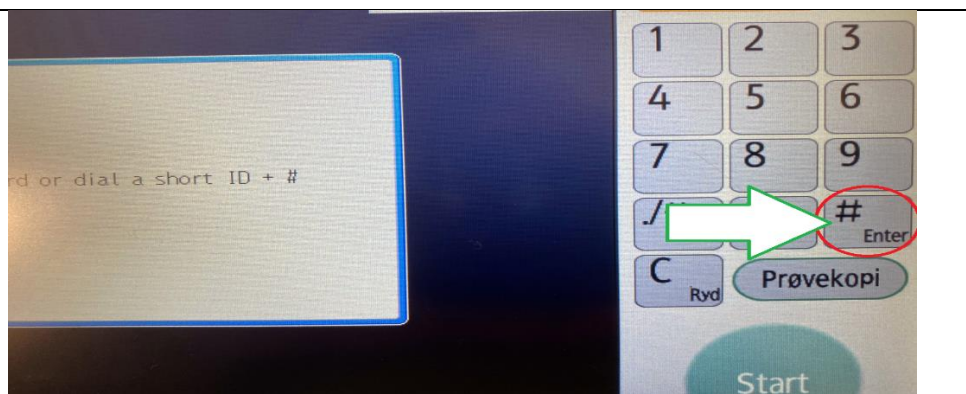 rd or dial a short ID + #
1 2 3
4 5 6
7 8 9
./
#
Enter
C
Ryd
Prøvekopi
Start